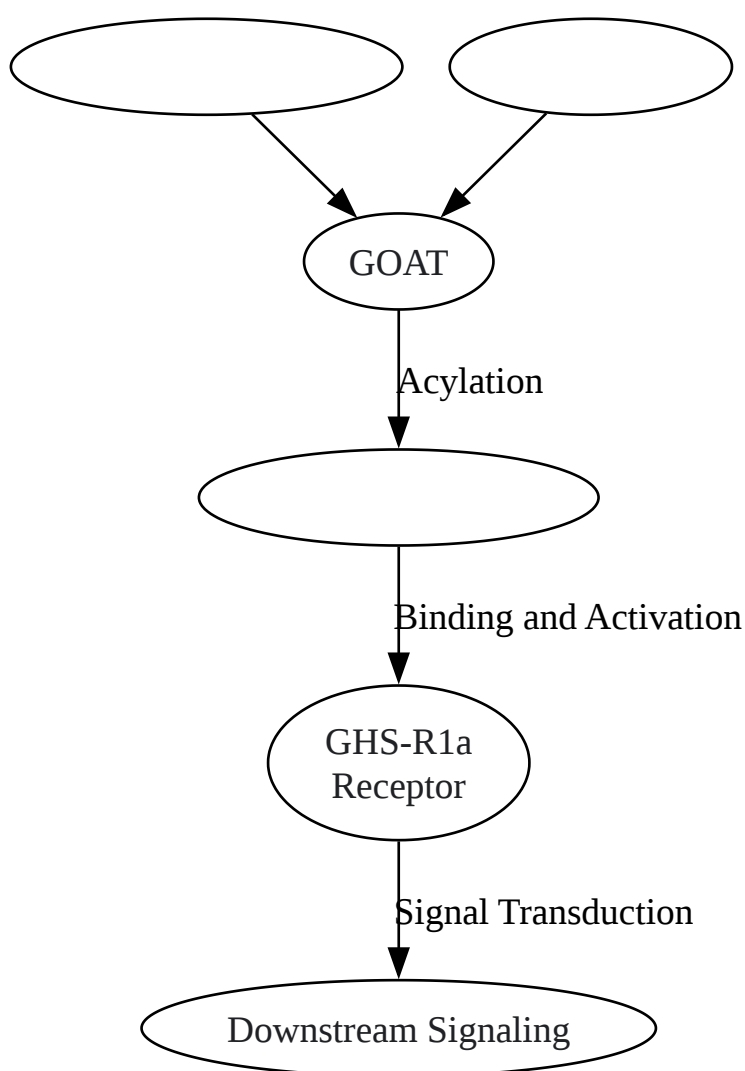 GOAT
Acylation
Binding and Activation
GHS-R1a
Receptor
Signal Transduction
Downstream Signaling